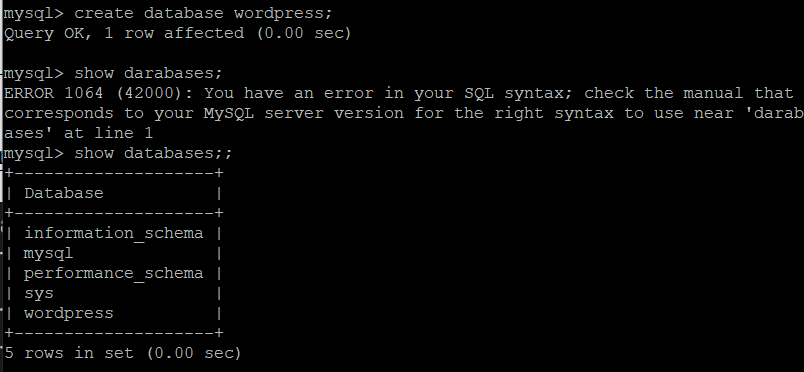 mysql> create database wordpress;
Query OK, 1 row affected (0.00 sec)
mysql> show darabases;
ERROR 1064 (42000): You have an error in your SQL syntax; check the manual that
corresponds to your MySQL server version for the right syntax to use near 'darab
ases' at line 1
mysql> show databases;;
+--------------------+
| Database           |
+--------------------+
| information_schema |
| mysql              |
| performance_schema |
| sys                |
| wordpress          |
+--------------------+
5 rows in set (0.00 sec)